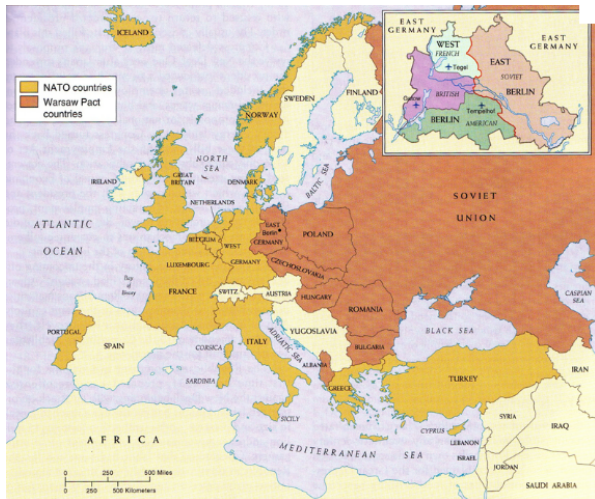 ICELAND
NATO countries
Warsaw Pact
countries
EAST
GERMANY
WEST
FRENCH
Tegel
EAST
GERMANY
EAST
SOVIET
BERLIN
BRITISH
Gatow
Tempelhof
BERLIN
AMERICAN
NORWAY
SWEDEN
FINLAND
NORTH
SEA
BALTIC SEA
IRELAND
GREAT
BRITAIN
DENMARK
NETHERLANDS
SOVIET
UNION
ATLANTIC
OCEAN
BELGIUM
WEST
GERMANY
EAST
Berlin
GERMANY
POLAND
LUXEMBOURG
CZECHOSLOVAKIA
Bay
of
Biscay
FRANCE
SWITZ.
AUSTRIA
HUNGARY
ROMANIA
CASPIAN
SEA
PORTUGAL
SPAIN
CORSICA
SARDINIA
ITALY
ADRIATIC SEA
YUGOSLAVIA
BULGARIA
BLACK SEA
ALBANIA
GREECE
TURKEY
IRAN
SICILY
CYPRUS
SYRIA
IRAQ
LEBANON
ISRAEL
JORDAN
AFRICA
MEDITERRANEAN SEA
SAUDI ARABIA
0 250 500 Miles
0 250 500 Kilometers